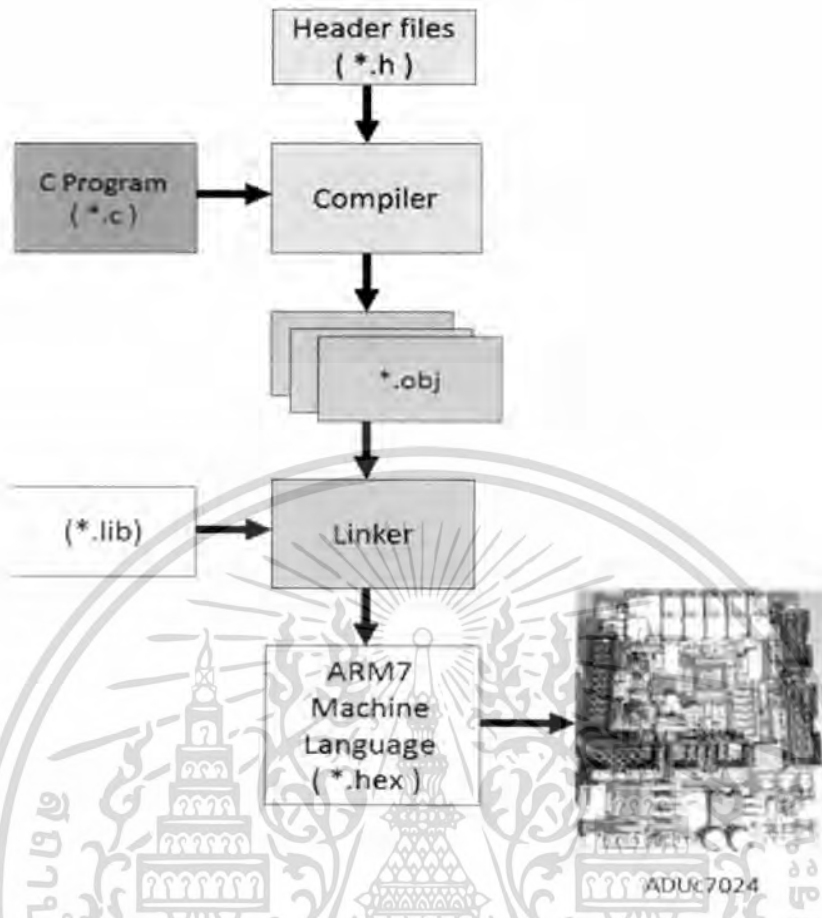 Header files
( *.h )
C Program
( *.c )
Compiler
*.obj
(*.lib)
Linker
ARM7
Machine
Language
( *.hex )
ADUc7024